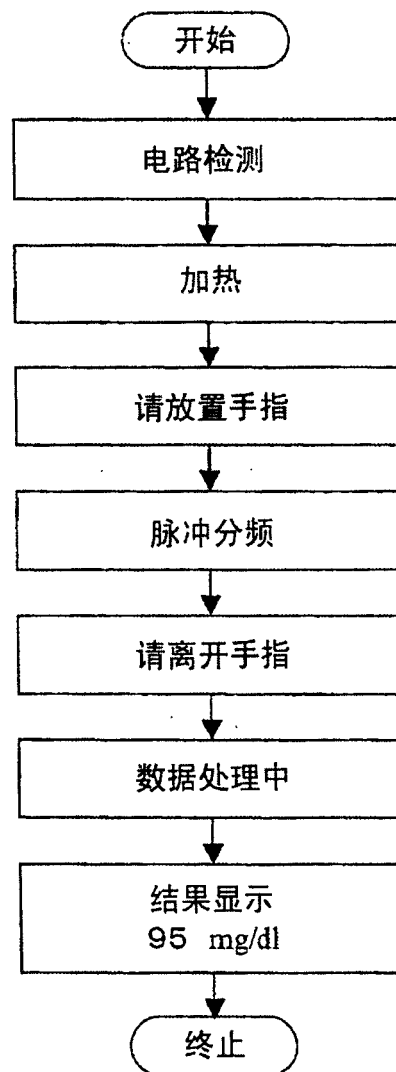 开始
电路检测
加热
请放置手指
脉冲分频
请离开手指
数据处理中
结果显示
95 mg/dl
终止